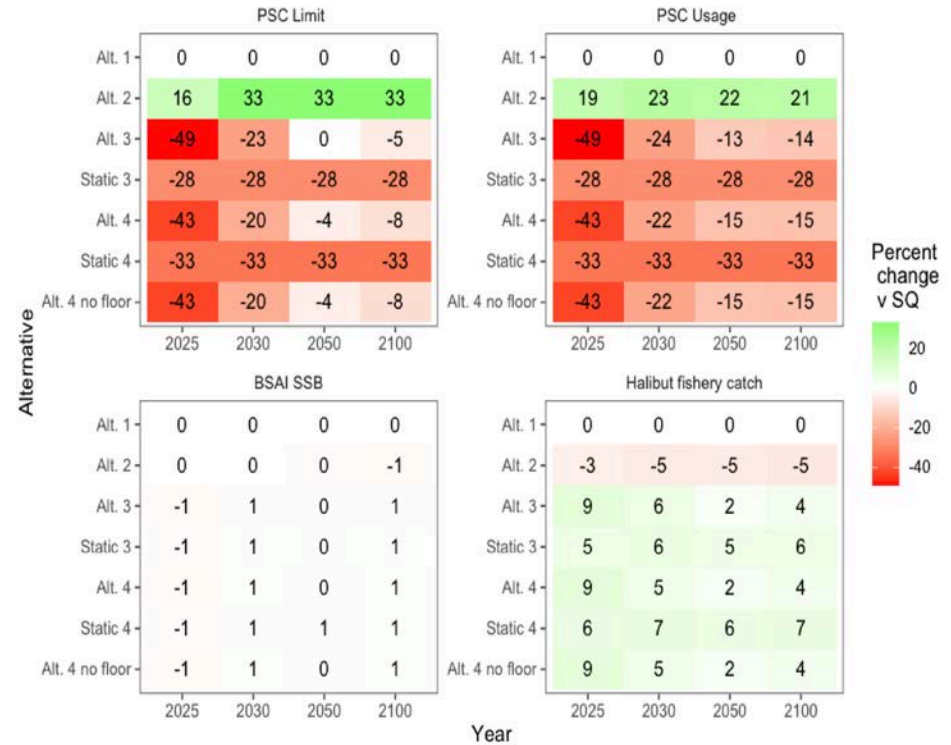 PSC Limit
PSC Usage
Alt. 1 0 0 0 0
Alt. 2 16 33 33 33
Alt. 3 -49 -23 0 -5
Static 3 -28 -28 -28 -28
Alt. 4 -43 -20 -4 -8
Static 4 -33 -33 -33 -33
Alt. 4 no floor -43 -20 -4 -8
2025 2030 2050 2100
Alt. 1 0 0 0 0
Alt. 2 19 23 22 21
Alt. 3 -49 -24 -13 -14
Static 3 -28 -28 -28 -28
Alt. 4 -43 -22 -15 -15
Static 4 -33 -33 -33 -33
Alt. 4 no floor -43 -22 -15 -15
2025 2030 2050 2100
BSAI SSB
Halibut fishery catch
Alt. 1 0 0 0 0
Alt. 2 0 0 0 -1
Alt. 3 -1 1 0 1
Static 3 -1 1 0 1
Alt. 4 -1 1 0 1
Static 4 -1 1 1 1
Alt. 4 no floor -1 1 0 1
2025 2030 2050 2100
Alt. 1 0 0 0 0
Alt. 2 -3 -5 -5 -5
Alt. 3 9 6 2 4
Static 3 5 6 5 6
Alt. 4 9 5 2 4
Static 4 6 7 6 7
Alt. 4 no floor 9 5 2 4
2025 2030 2050 2100
Alternative
Year
Percent
change
v SQ
20
0
-20
-40